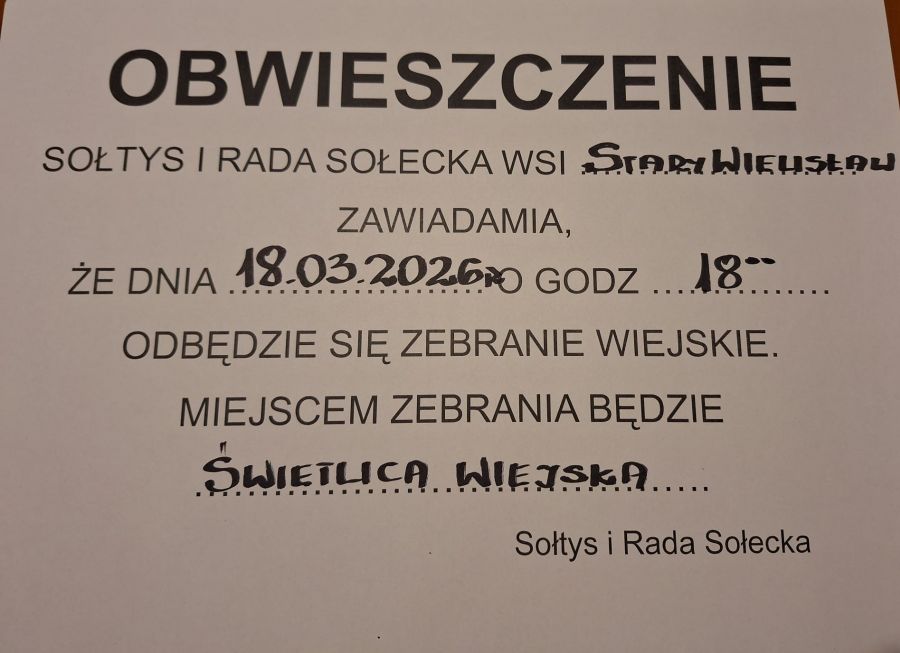 OBWIESZCZENIE
SOŁTYS I RADA SOŁECKA WSI STARY WIELISŁAW
ZAWIADAMIA,
ŻE DNIA 18.03.2026r. O GODZ 18⁰⁰
ODBĘDZIE SIĘ ZEBRANIE WIEJSKIE.
MIEJSCEM ZEBRANIA BĘDZIE
ŚWIETLICA WIEJSKA
Sołtys i Rada Sołecka